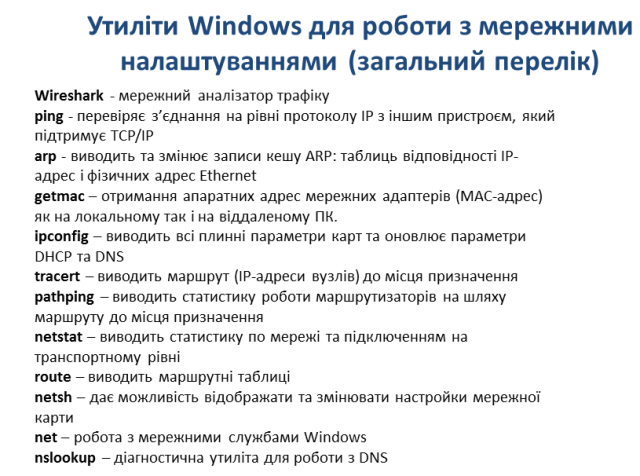 Утиліти Windows для роботи з мережними
налаштуваннями (загальний перелік)
Wireshark - мережний аналізатор трафіку
ping - перевіряє з’єднання на рівні протоколу IP з іншим пристроєм, який
підтримує TCP/IP
arp - виводить та змінює записи кешу ARP: таблиць відповідності IP-
адрес і фізичних адрес Ethernet
getmac – отримання апаратних адрес мережних адаптерів (MAC-адрес)
як на локальному так і на віддаленому ПК.
ipconfig – виводить всі плинні параметри карт та оновлює параметри
DHCP та DNS
tracert – виводить маршрут (IP-адреси вузлів) до місця призначення
pathping – виводить статистику роботи маршрутизаторів на шляху
маршруту до місця призначення
netstat – виводить статистику по мережі та підключенням на
транспортному рівні
route – виводить маршрутні таблиці
netsh – дає можливість відображати та змінювати настройки мережної
карти
net – робота з мережними службами Windows
nslookup – діагностична утиліта для роботи з DNS